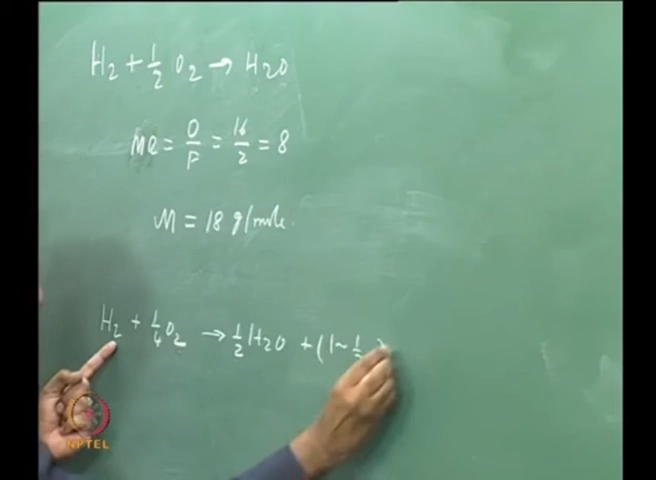 H2 + 1/2 O2 → H2O
MR = O/F = 16/2 = 8
M = 18 g/mole.
H2 + 1/4 O2 → 1/2 H2O + (1 - 1/2)
NPTEL